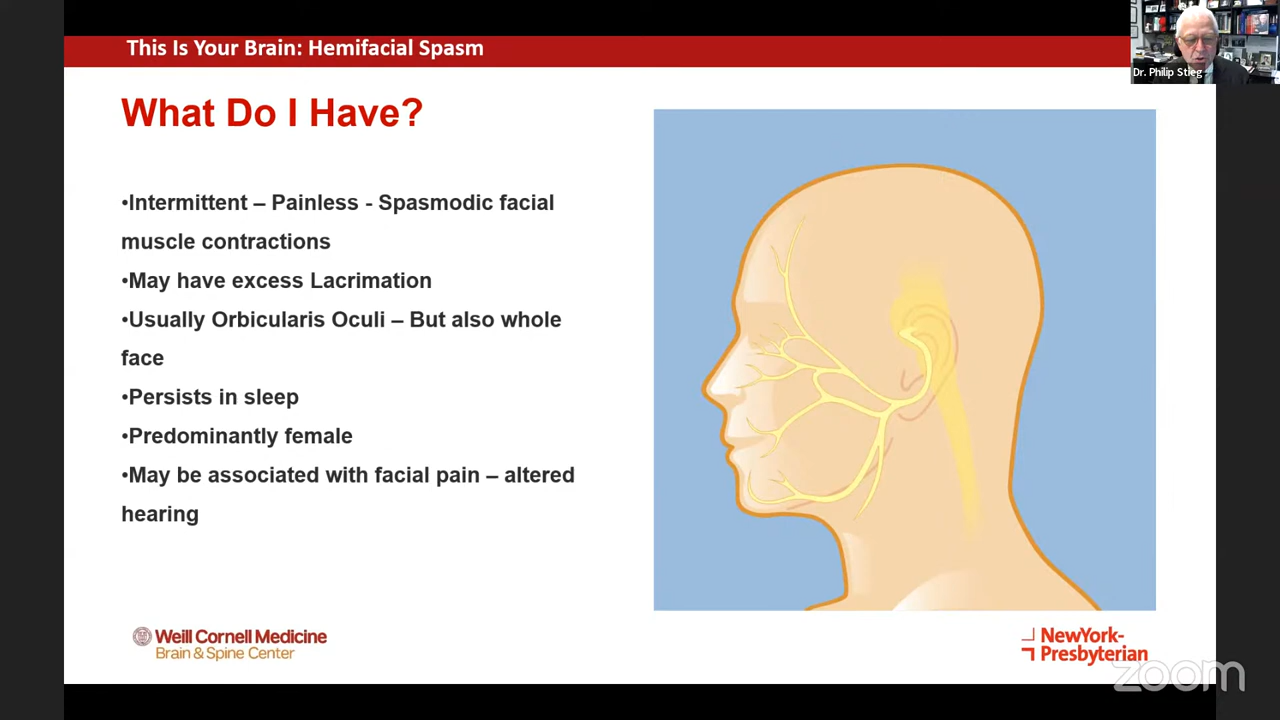 This Is Your Brain: Hemifacial Spasm
Dr. Philip Stieg
What Do I Have?
•Intermittent – Painless - Spasmodic facial
muscle contractions
•May have excess Lacrimation
•Usually Orbicularis Oculi – But also whole
face
•Persists in sleep
•Predominantly female
•May be associated with facial pain – altered
hearing
Weill Cornell Medicine
Brain & Spine Center
NewYork-
Presbyterian
zoom